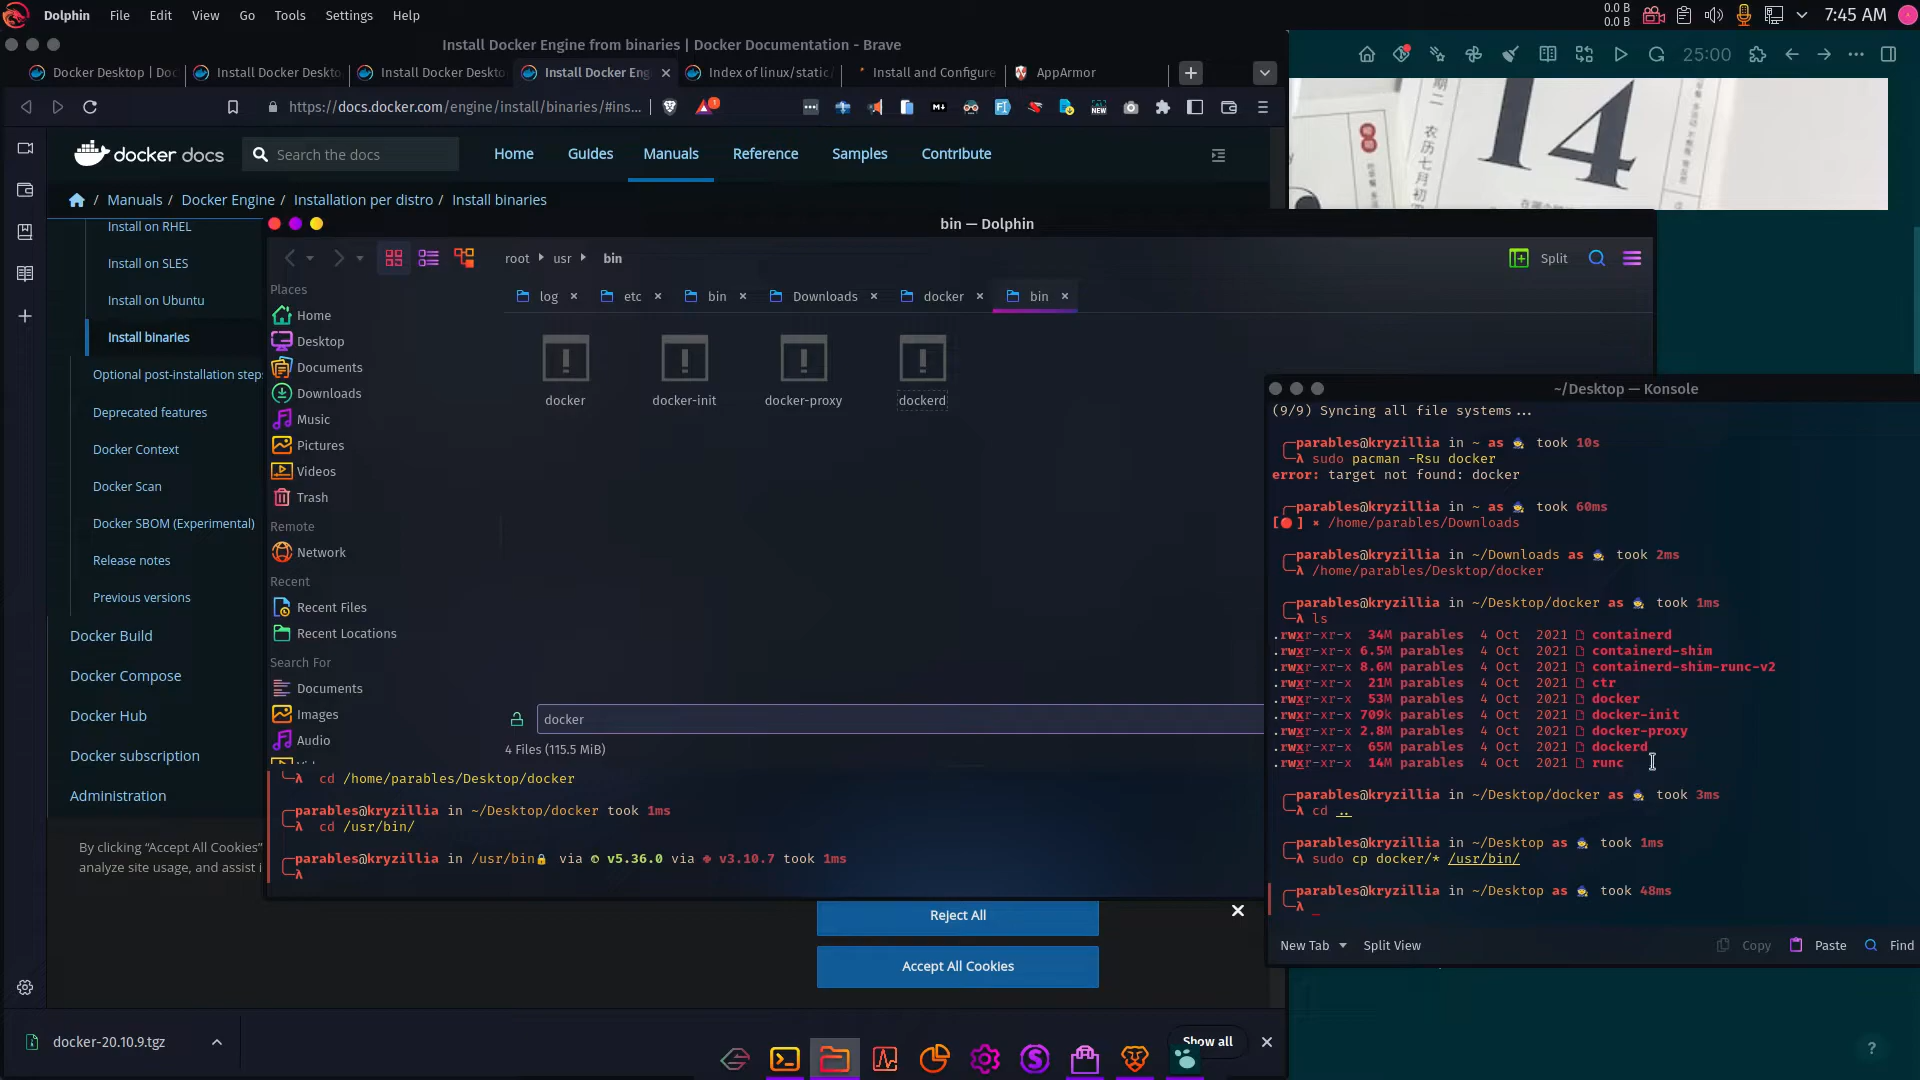 Dolphin File Edit View Go Tools Settings Help
0.0 B
0.0 B
7:45 AM
Install Docker Engine from binaries | Docker Documentation - Brave
Docker Desktop | Doc
Install Docker Deskto
Install Docker Deskto
Install Docker Eng
Index of linux/static/
Install and Configure
AppArmor
25:00
https://docs.docker.com/engine/install/binaries/#ins...
docker docs
Search the docs
Home Guides Manuals Reference Samples Contribute
/ Manuals / Docker Engine / Installation per distro / Install binaries
14
农历七月初
Install on RHEL
Install on SLES
Install on Ubuntu
Install binaries
Optional post-installation steps
Deprecated features
Docker Context
Docker Scan
Docker SBOM (Experimental)
Release notes
Previous versions
Docker Build
Docker Compose
Docker Hub
Docker subscription
Administration
By clicking “Accept All Cookies”
analyze site usage, and assist i
Reject All
Accept All Cookies
bin — Dolphin
root usr bin
Split
log etc bin Downloads docker bin
Places
Home
Desktop
Documents
Downloads
Music
Pictures
Videos
Trash
Remote
Network
Recent
Recent Files
Recent Locations
Search For
Documents
Images
Audio
docker docker-init docker-proxy dockerd
docker
4 Files (115.5 MiB)
λ cd /home/parables/Desktop/docker
parables@kryzillia in ~/Desktop/docker took 1ms
λ cd /usr/bin/
parables@kryzillia in /usr/bin via v5.36.0 via v3.10.7 took 1ms
λ
~/Desktop — Konsole
(9/9) Syncing all file systems...
parables@kryzillia in ~ as took 10s
λ sudo pacman -Rsu docker
error: target not found: docker
parables@kryzillia in ~ as took 60ms
[ ] × /home/parables/Downloads
parables@kryzillia in ~/Downloads as took 2ms
λ /home/parables/Desktop/docker
parables@kryzillia in ~/Desktop/docker as took 1ms
λ ls
.rwxr-xr-x 34M parables 4 Oct 2021 containerd
.rwxr-xr-x 6.5M parables 4 Oct 2021 containerd-shim
.rwxr-xr-x 8.6M parables 4 Oct 2021 containerd-shim-runc-v2
.rwxr-xr-x 21M parables 4 Oct 2021 ctr
.rwxr-xr-x 53M parables 4 Oct 2021 docker
.rwxr-xr-x 709k parables 4 Oct 2021 docker-init
.rwxr-xr-x 2.8M parables 4 Oct 2021 docker-proxy
.rwxr-xr-x 65M parables 4 Oct 2021 dockerd
.rwxr-xr-x 14M parables 4 Oct 2021 runc
parables@kryzillia in ~/Desktop/docker as took 3ms
λ cd ..
parables@kryzillia in ~/Desktop as took 1ms
λ sudo cp docker/* /usr/bin/
parables@kryzillia in ~/Desktop as took 48ms
λ _
New Tab Split View Copy Paste Find
docker-20.10.9.tgz
Show all
?